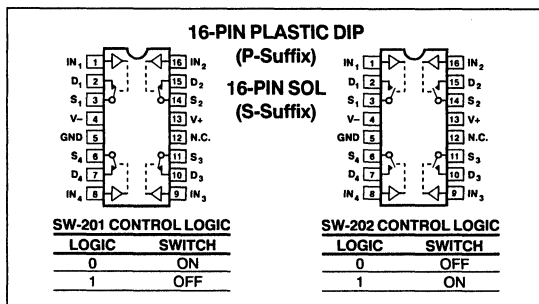 16-PIN PLASTIC DIP
(P-Suffix)
16-PIN SOL
(S-Suffix)
IN1 1 16 IN2
D1 2 15 D2
S1 3 14 S2
V– 4 13 V+
GND 5 12 N.C.
S4 6 11 S3
D4 7 10 D3
IN4 8 9 IN3
SW-201 CONTROL LOGIC
LOGIC SWITCH
0 ON
1 OFF
IN1 1 16 IN2
D1 2 15 D2
S1 3 14 S2
V– 4 13 V+
GND 5 12 N.C.
S4 6 11 S3
D4 7 10 D3
IN4 8 9 IN3
SW-202 CONTROL LOGIC
LOGIC SWITCH
0 OFF
1 ON